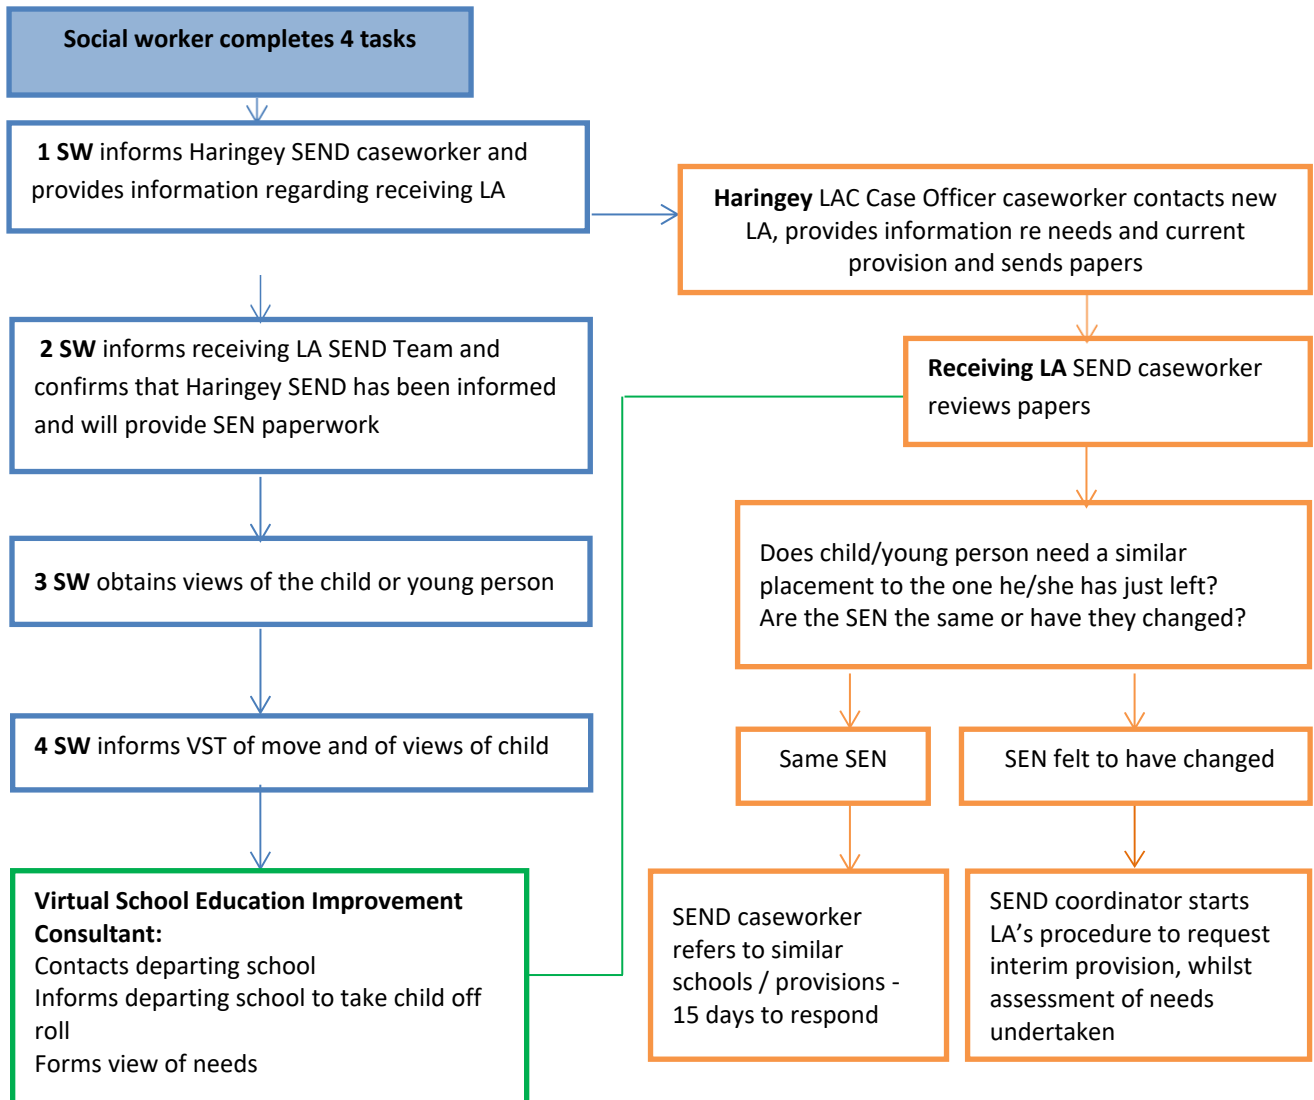 Social worker completes 4 tasks
1 SW informs Haringey SEND caseworker and
provides information regarding receiving LA
Haringey LAC Case Officer caseworker contacts new
LA, provides information re needs and current
provision and sends papers
2 SW informs receiving LA SEND Team and
confirms that Haringey SEND has been informed
and will provide SEN paperwork
Receiving LA SEND caseworker
reviews papers
3 SW obtains views of the child or young person
Does child/young person need a similar
placement to the one he/she has just left?
Are the SEN the same or have they changed?
4 SW informs VST of move and of views of child
Same SEN
SEN felt to have changed
Virtual School Education Improvement
Consultant:
Contacts departing school
Informs departing school to take child off
roll
Forms view of needs
SEND caseworker
refers to similar
schools / provisions -
15 days to respond
SEND coordinator starts
LA’s procedure to request
interim provision, whilst
assessment of needs
undertaken